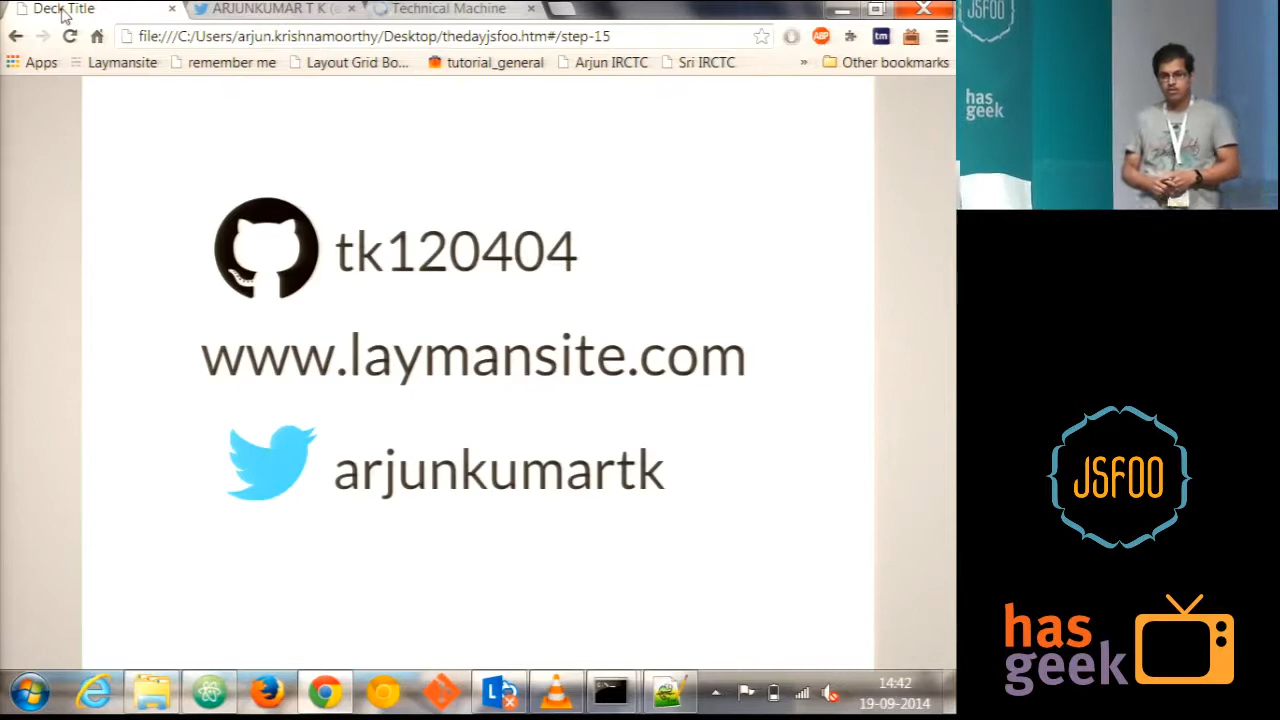 Deck Title
ARJUNKUMAR T K (
Technical Machine
file:///C:/Users/arjun.krishnamoorthy/Desktop/thedayjsfoo.htm#/step-15
ABP
tm
Apps
Laymansite
remember me
Layout Grid Bo...
tutorial_general
Arjun IRCTC
Sri IRCTC
»
Other bookmarks
tk120404
www.laymansite.com
arjunkumartk
14:42
19-09-2014
JSFOO
has
geek
JSFOO
has
geek